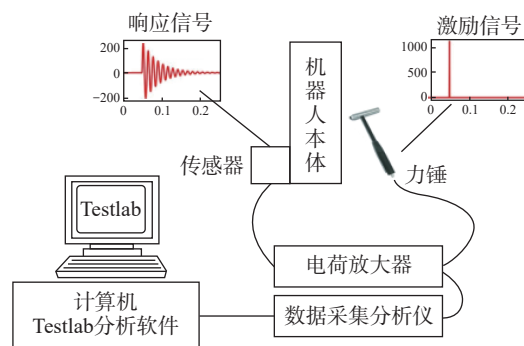 响应信号
200
0
−200
0
0.1
0.2
激励信号
1000
500
0
0
0.1
0.2
机器人本体
传感器
力锤
Testlab
电荷放大器
计算机
Testlab分析软件
数据采集分析仪